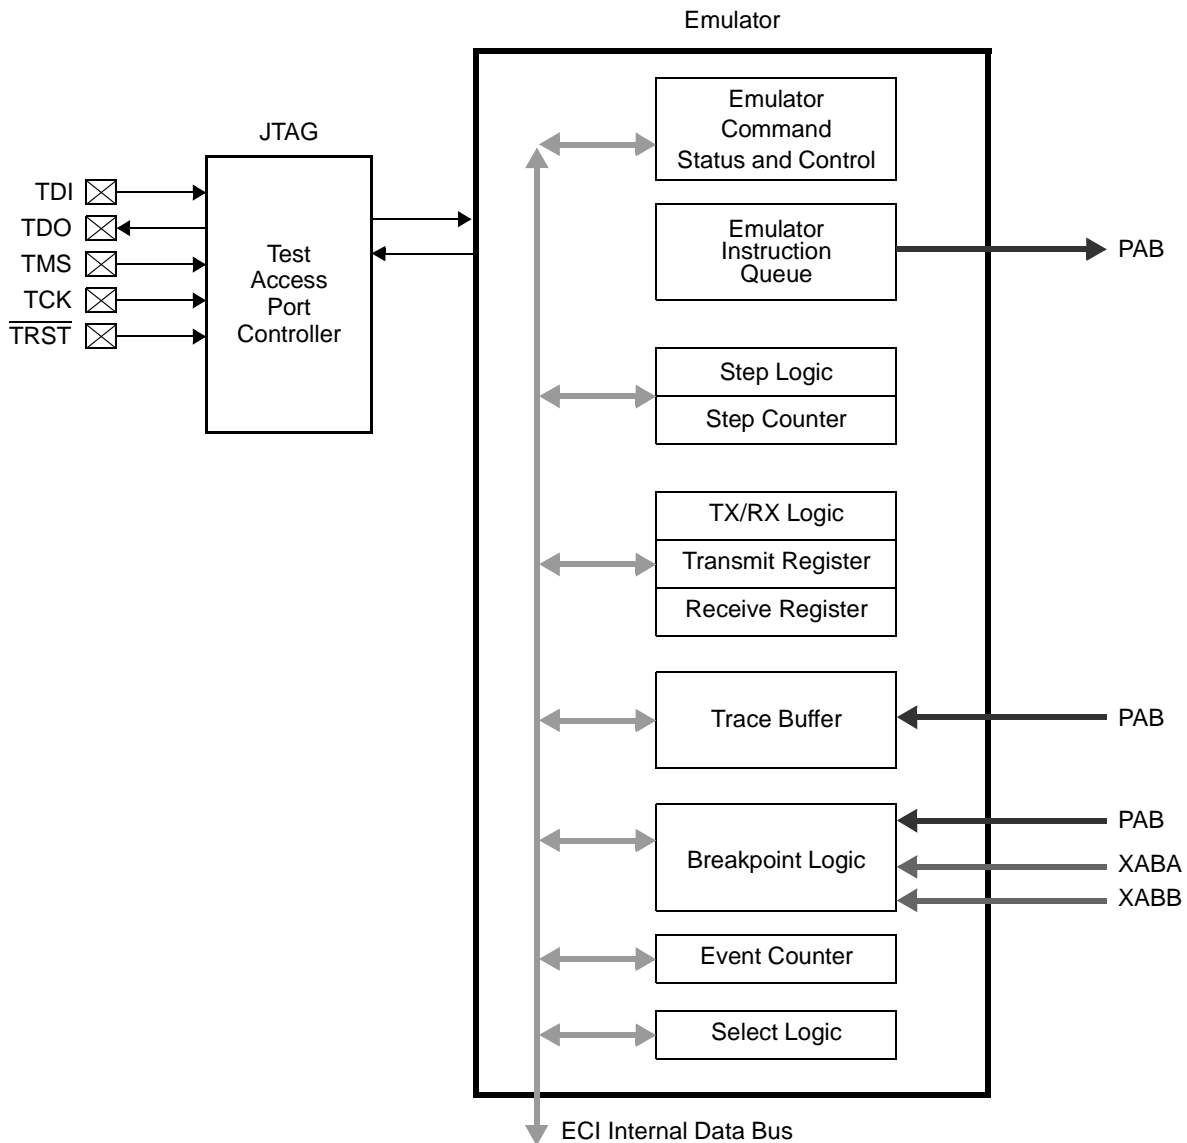 Emulator
JTAG
TDI
TDO
TMS
TCK
TRST
Test
Access
Port
Controller
Emulator
Command
Status and Control
Emulator
Instruction
Queue
PAB
Step Logic
Step Counter
TX/RX Logic
Transmit Register
Receive Register
Trace Buffer
PAB
Breakpoint Logic
PAB
XABA
XABB
Event Counter
Select Logic
ECI Internal Data Bus